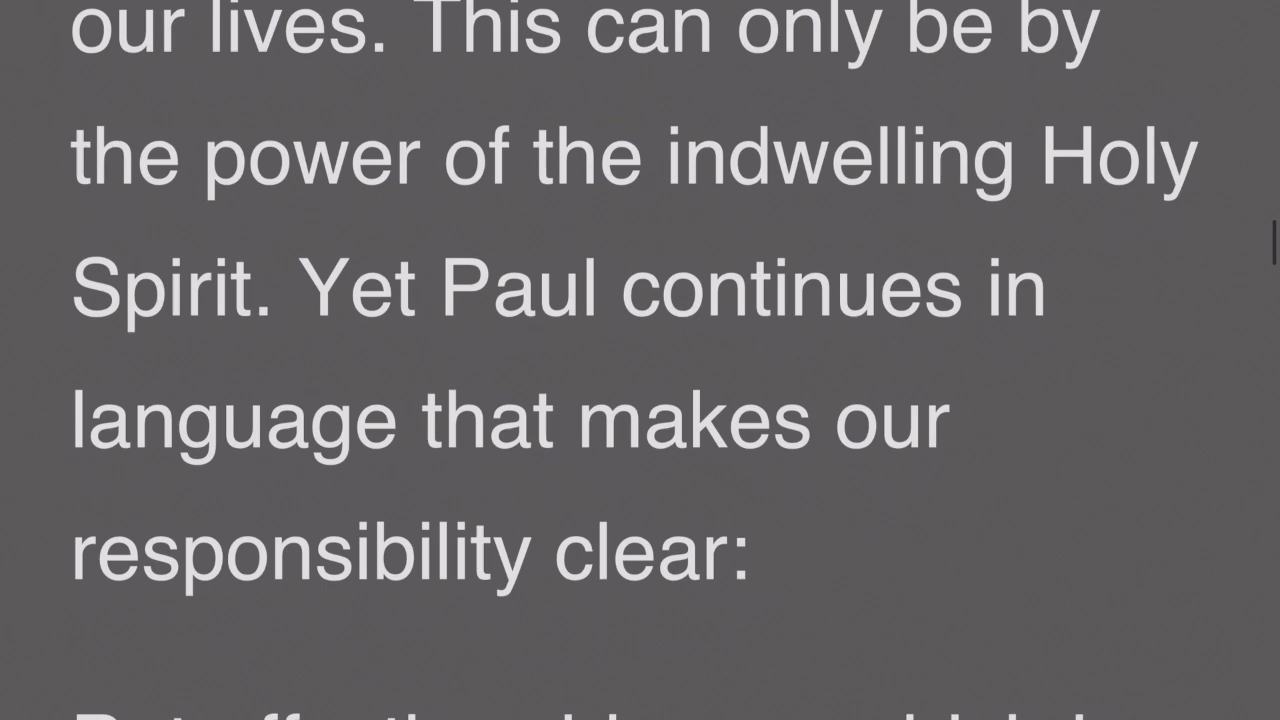 our lives. This can only be by
the power of the indwelling Holy
Spirit. Yet Paul continues in
language that makes our
responsibility clear: